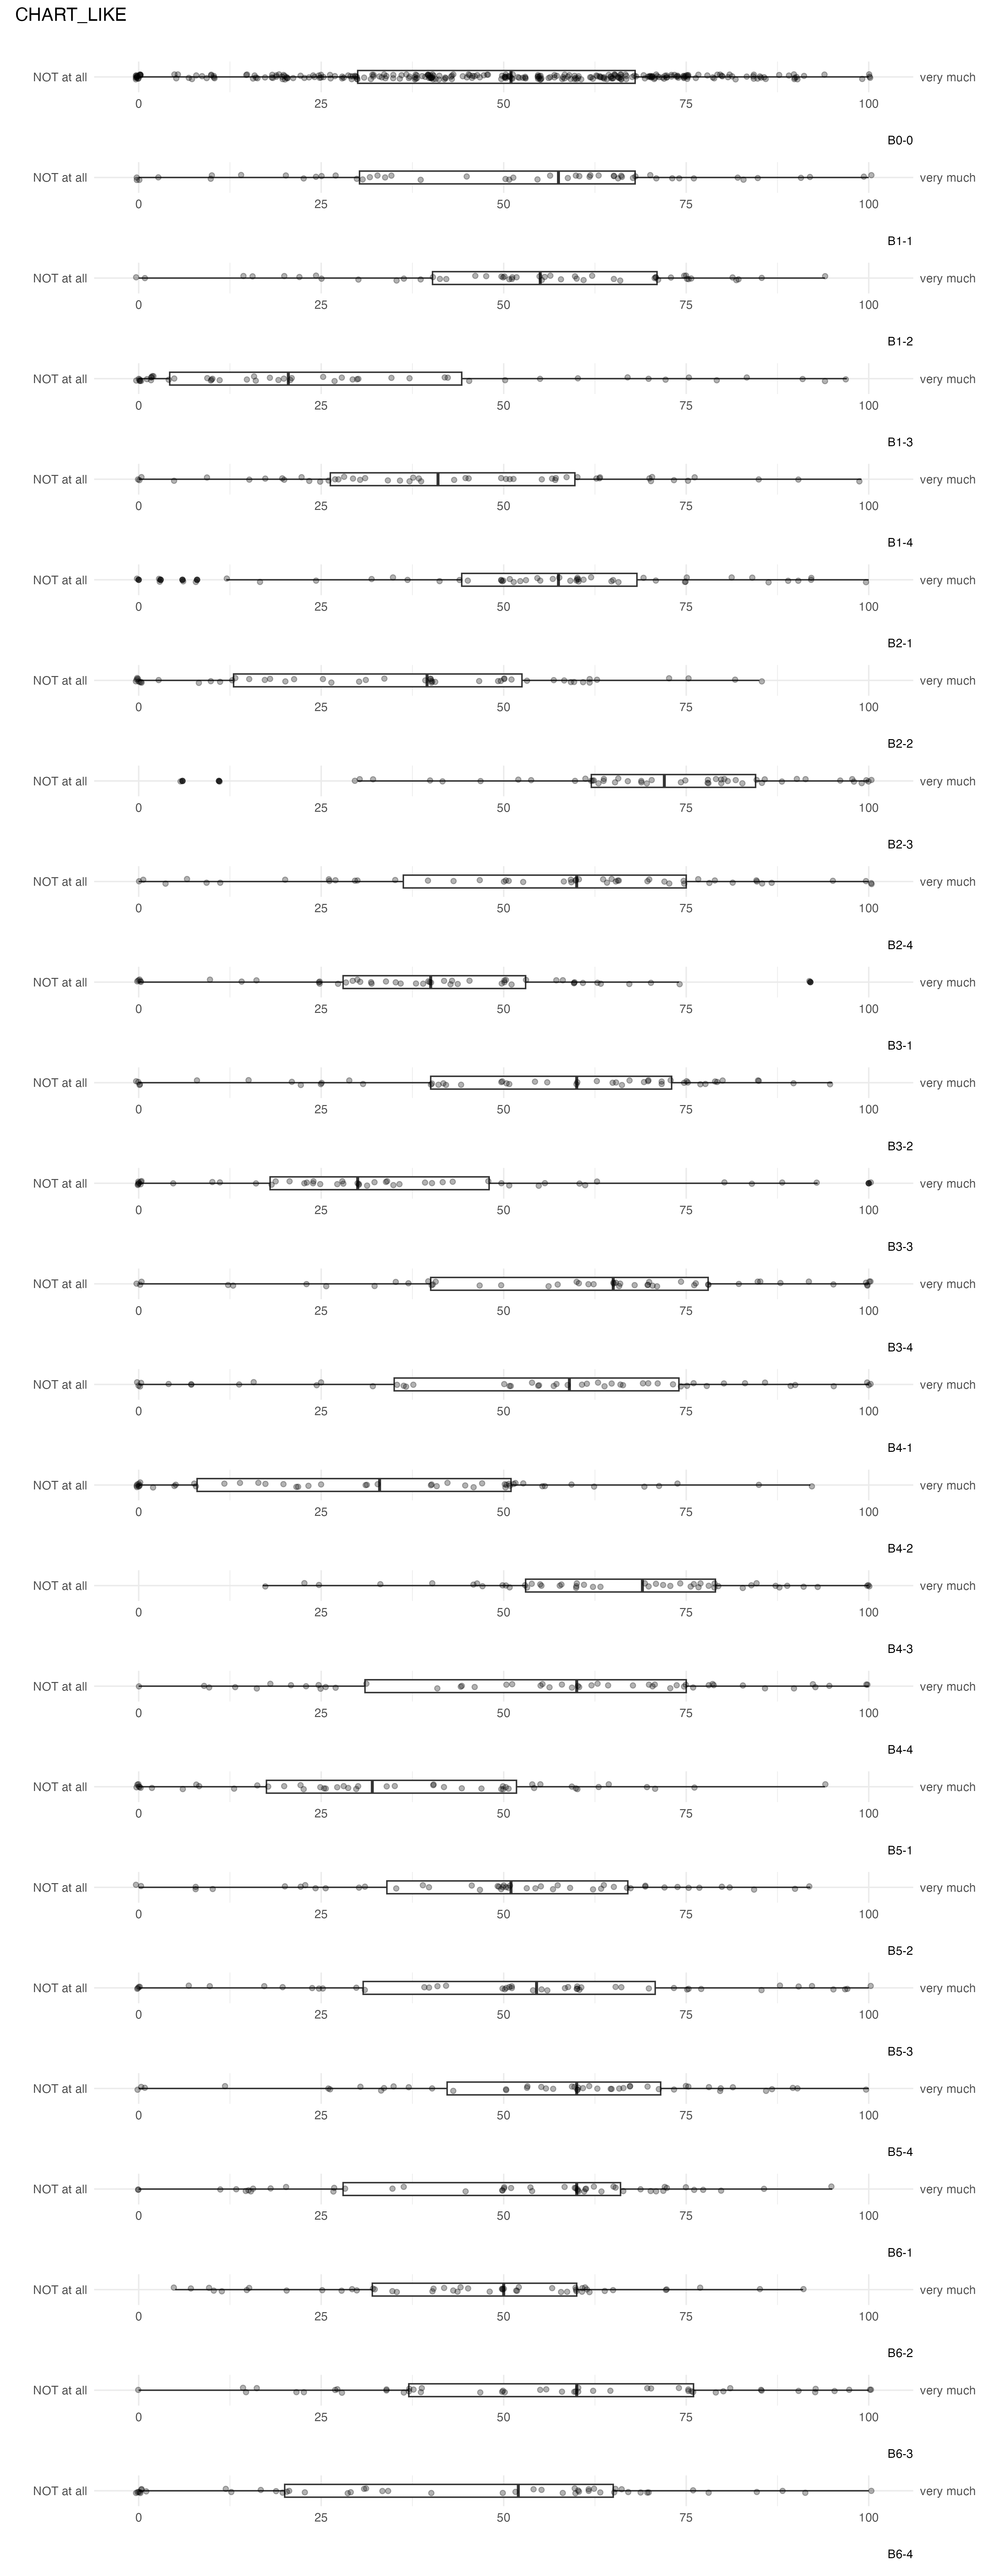 CHART_LIKE
NOT at all very much
0 25 50 75 100
B0-0
NOT at all very much
0 25 50 75 100
B1-1
NOT at all very much
0 25 50 75 100
B1-2
NOT at all very much
0 25 50 75 100
B1-3
NOT at all very much
0 25 50 75 100
B1-4
NOT at all very much
0 25 50 75 100
B2-1
NOT at all very much
0 25 50 75 100
B2-2
NOT at all very much
0 25 50 75 100
B2-3
NOT at all very much
0 25 50 75 100
B2-4
NOT at all very much
0 25 50 75 100
B3-1
NOT at all very much
0 25 50 75 100
B3-2
NOT at all very much
0 25 50 75 100
B3-3
NOT at all very much
0 25 50 75 100
B3-4
NOT at all very much
0 25 50 75 100
B4-1
NOT at all very much
0 25 50 75 100
B4-2
NOT at all very much
0 25 50 75 100
B4-3
NOT at all very much
0 25 50 75 100
B4-4
NOT at all very much
0 25 50 75 100
B5-1
NOT at all very much
0 25 50 75 100
B5-2
NOT at all very much
0 25 50 75 100
B5-3
NOT at all very much
0 25 50 75 100
B5-4
NOT at all very much
0 25 50 75 100
B6-1
NOT at all very much
0 25 50 75 100
B6-2
NOT at all very much
0 25 50 75 100
B6-3
NOT at all very much
0 25 50 75 100
B6-4